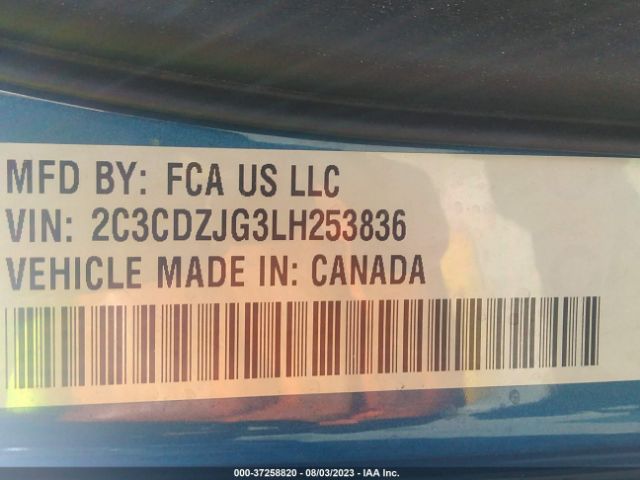 MFD BY: FCA US LLC
VIN: 2C3CDZJG3LH253836
VEHICLE MADE IN: CANADA
000-37258820 - 08/03/2023 - IAA Inc.